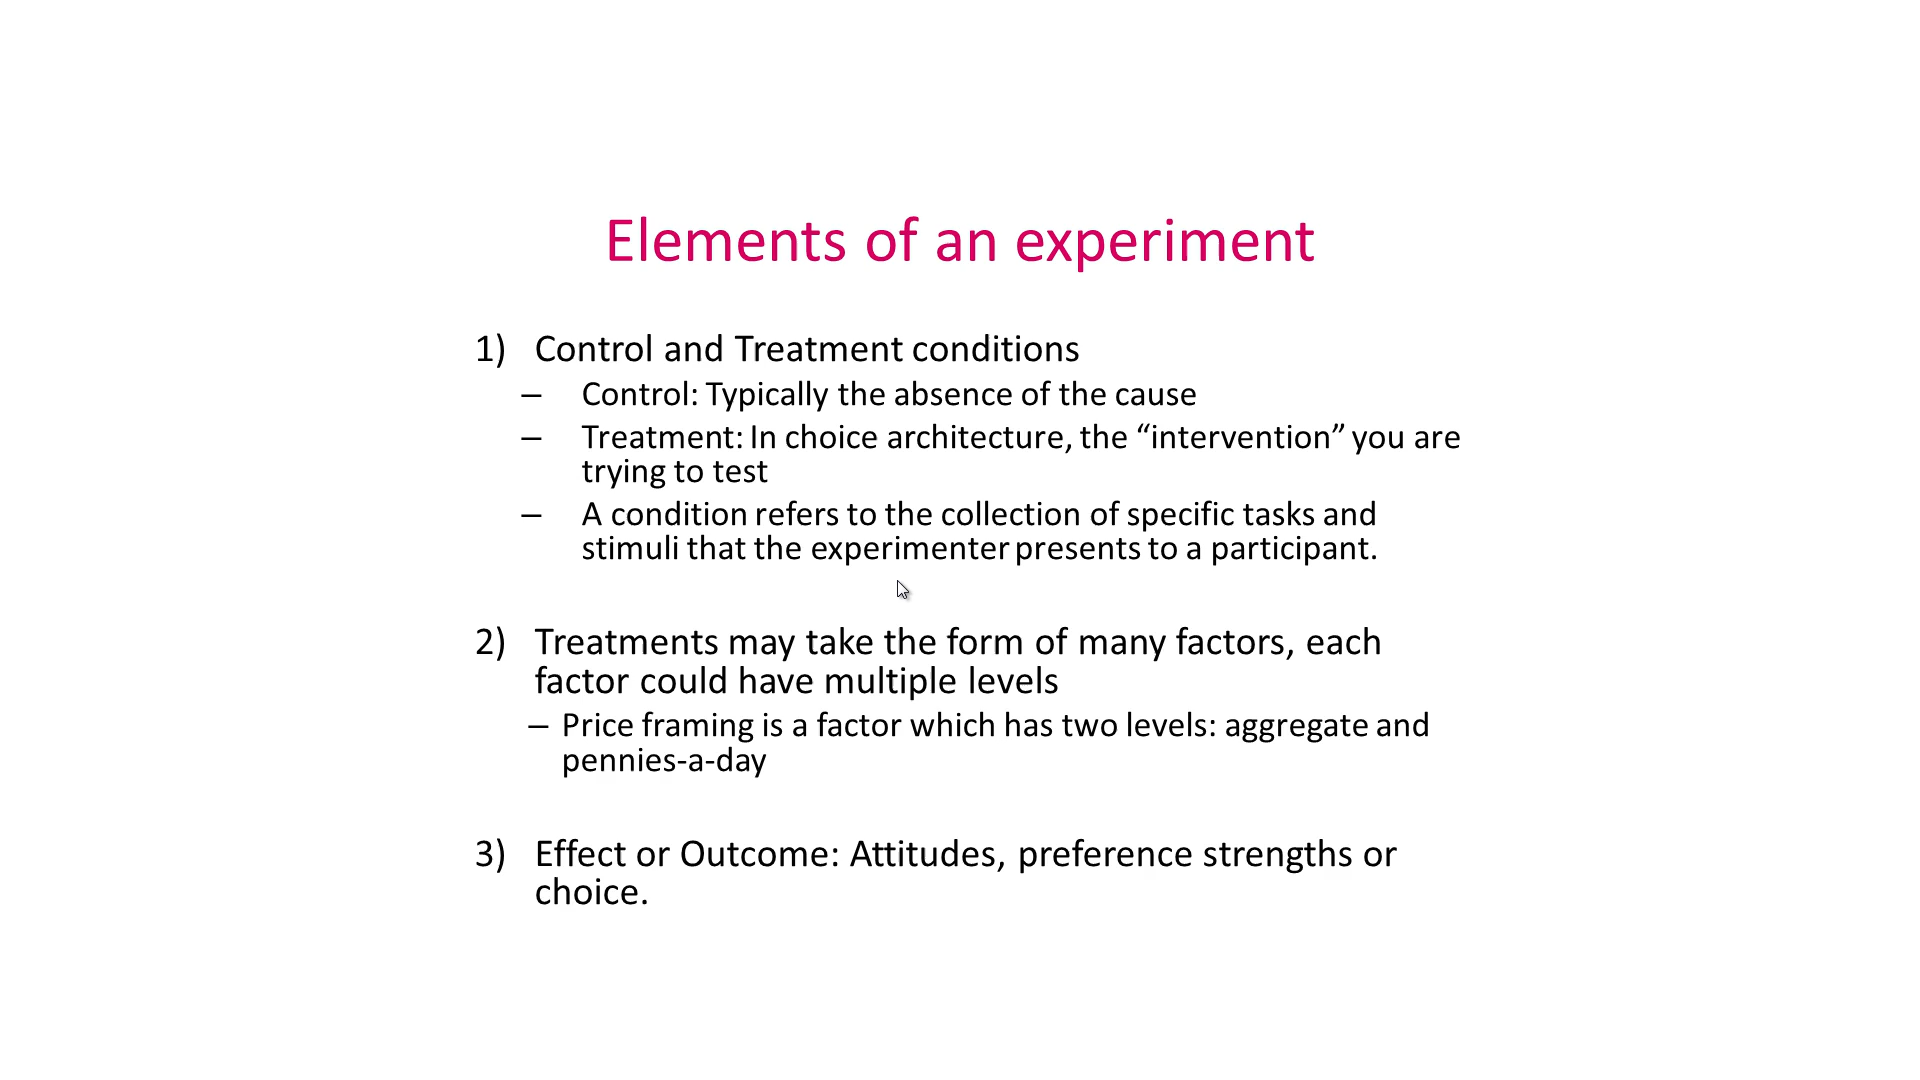 Elements of an experiment
1) Control and Treatment conditions
– Control: Typically the absence of the cause
– Treatment: In choice architecture, the “intervention” you are
trying to test
– A condition refers to the collection of specific tasks and
stimuli that the experimenter presents to a participant.
2) Treatments may take the form of many factors, each
factor could have multiple levels
– Price framing is a factor which has two levels: aggregate and
pennies-a-day
3) Effect or Outcome: Attitudes, preference strengths or
choice.